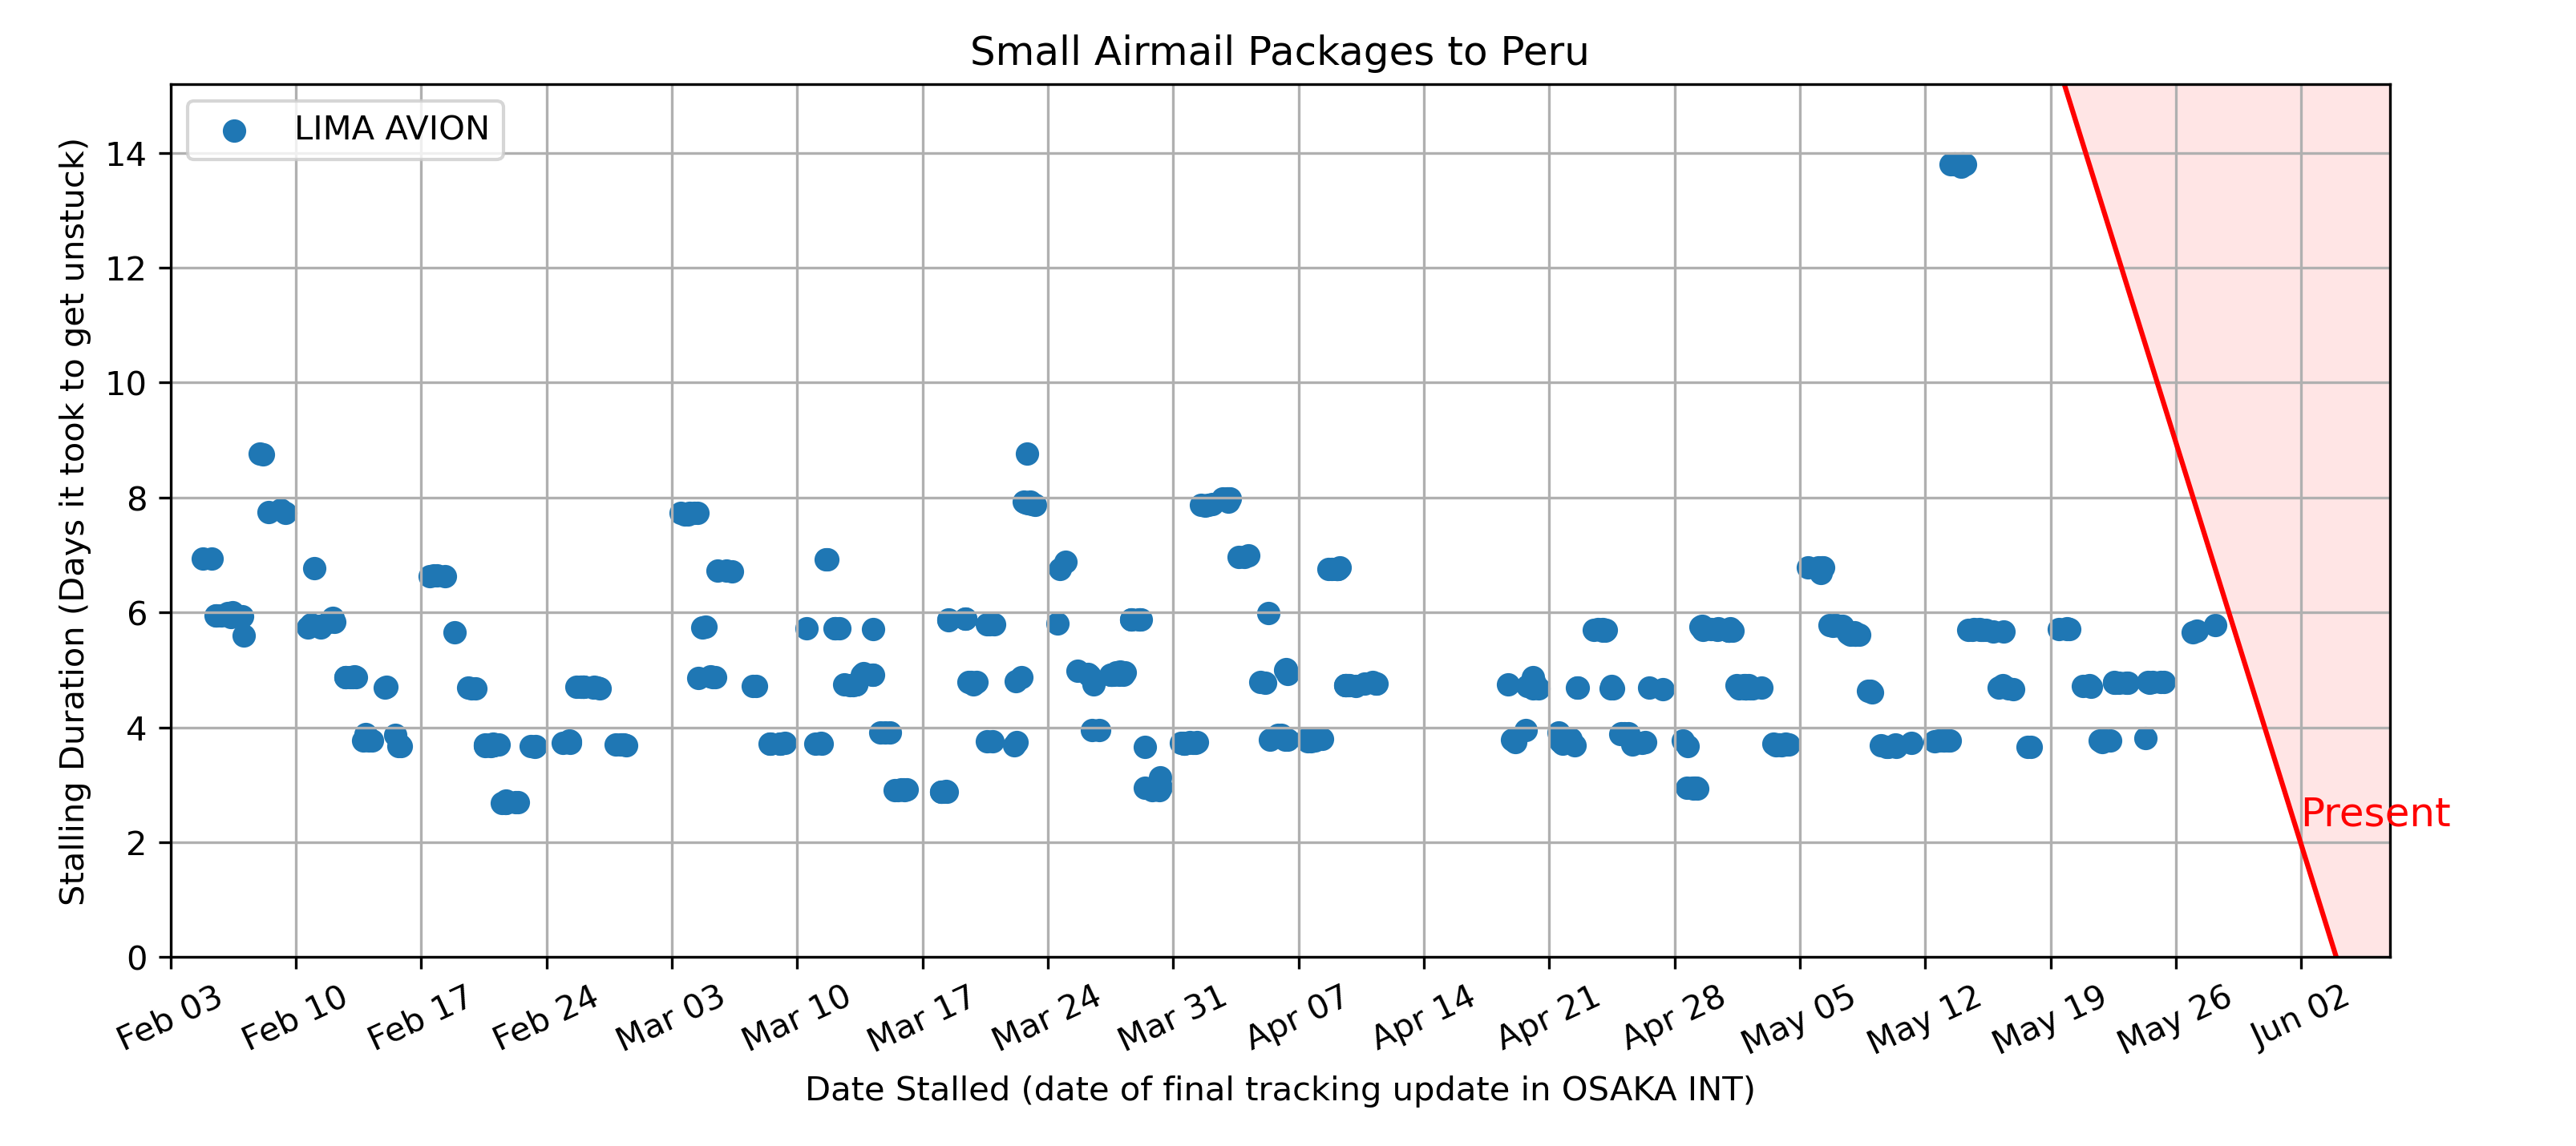 Small Airmail Packages to Peru
LIMA AVION
Stalling Duration (Days it took to get unstuck)
14
12
10
8
6
4
2
0
Present
Feb 03
Feb 10
Feb 17
Feb 24
Mar 03
Mar 10
Mar 17
Mar 24
Mar 31
Apr 07
Apr 14
Apr 21
Apr 28
May 05
May 12
May 19
May 26
Jun 02
Date Stalled (date of final tracking update in OSAKA INT)